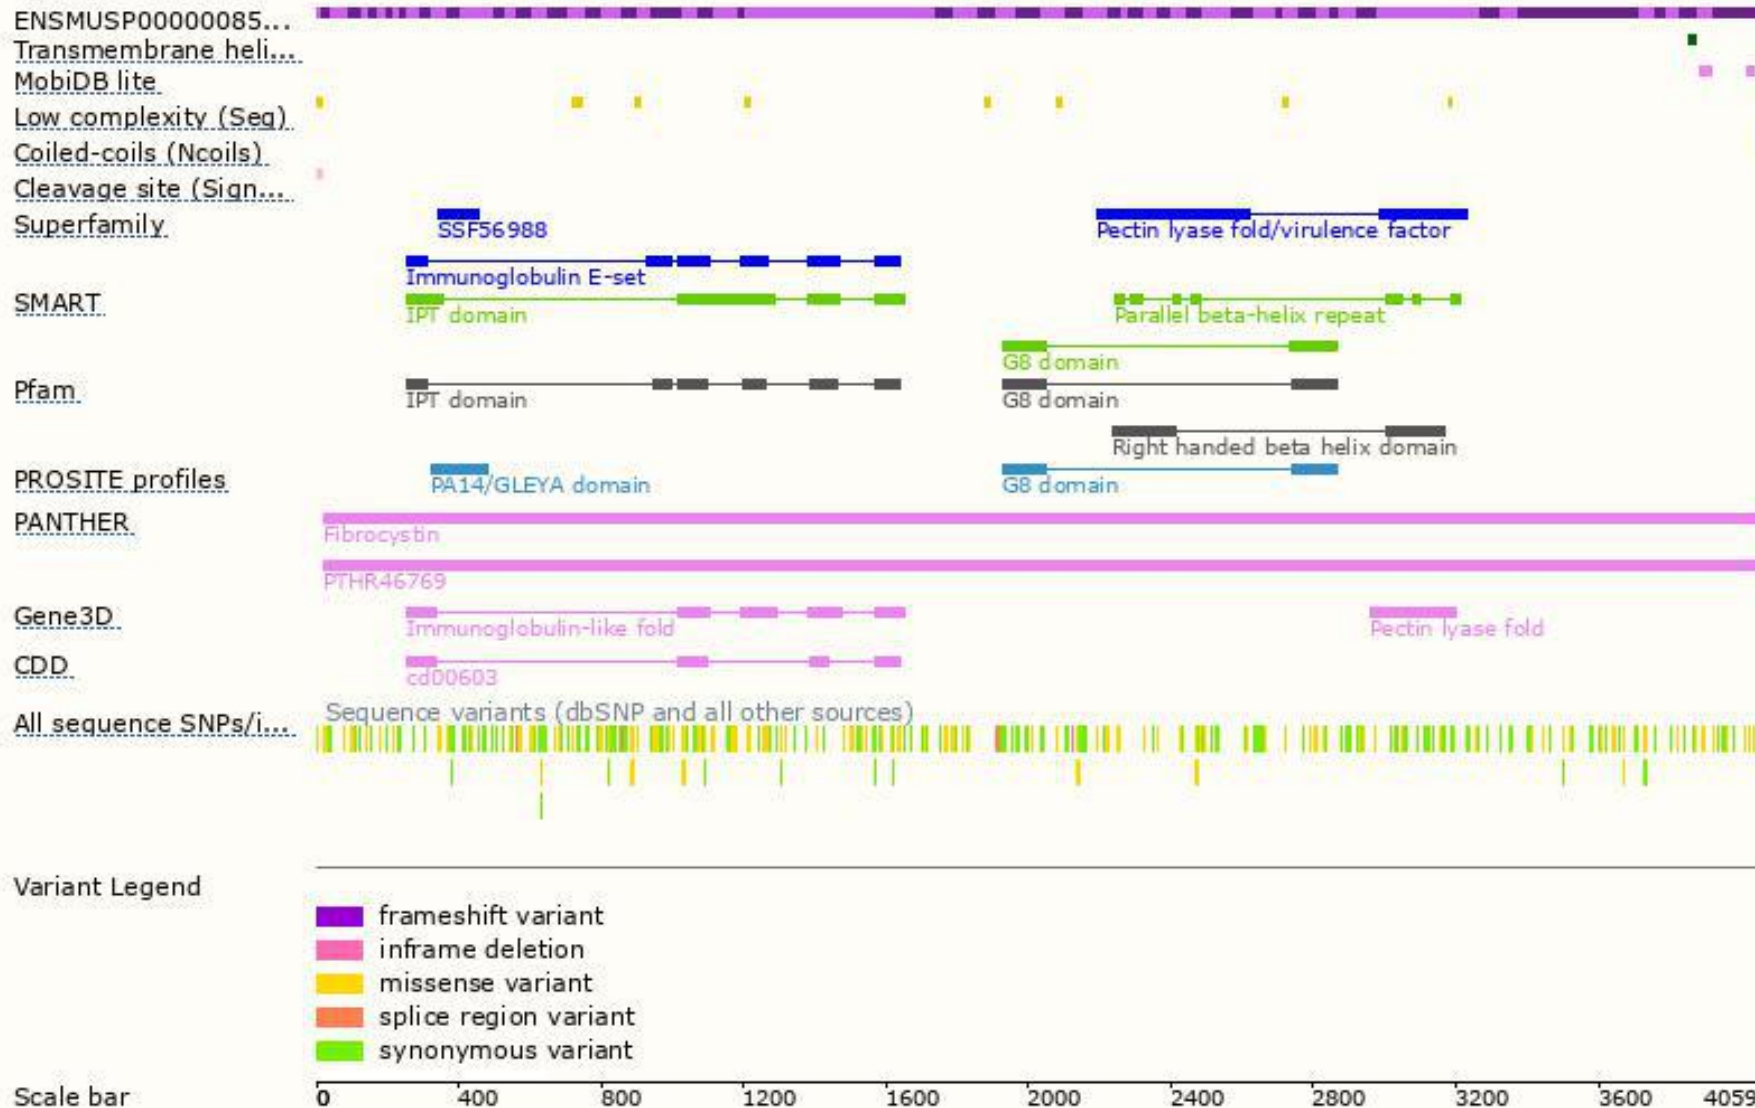 ENSMUSP00000085...
Transmembrane heli...
MobiDB lite
Low complexity (Seg)
Coiled-coils (Ncoils)
Cleavage site (Sign...
Superfamily
SSF56988
Pectin lyase fold/virulence factor
Immunoglobulin E-set
SMART
IPT domain
Parallel beta-helix repeat
G8 domain
Pfam
IPT domain
G8 domain
Right handed beta helix domain
PROSITE profiles
PA14/GLEYA domain
G8 domain
PANTHER
Fibrocystin
PTHR46769
Gene3D
Immunoglobulin-like fold
Pectin lyase fold
CDD
cd00603
Sequence variants (dbSNP and all other sources)
All sequence SNPs/i...
Variant Legend
frameshift variant
inframe deletion
missense variant
splice region variant
synonymous variant
Scale bar
0 400 800 1200 1600 2000 2400 2800 3200 3600 4059